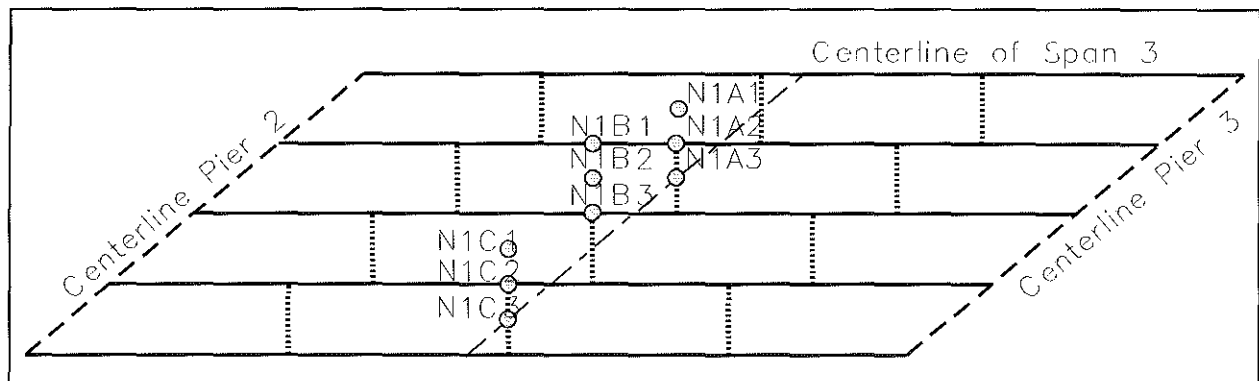 Centerline of Span 3
N1A1
N1B1
N1A2
N1B2
N1A3
N1B3
N1C1
N1C2
N1C3
Centerline Pier 2
Centerline Pier 3